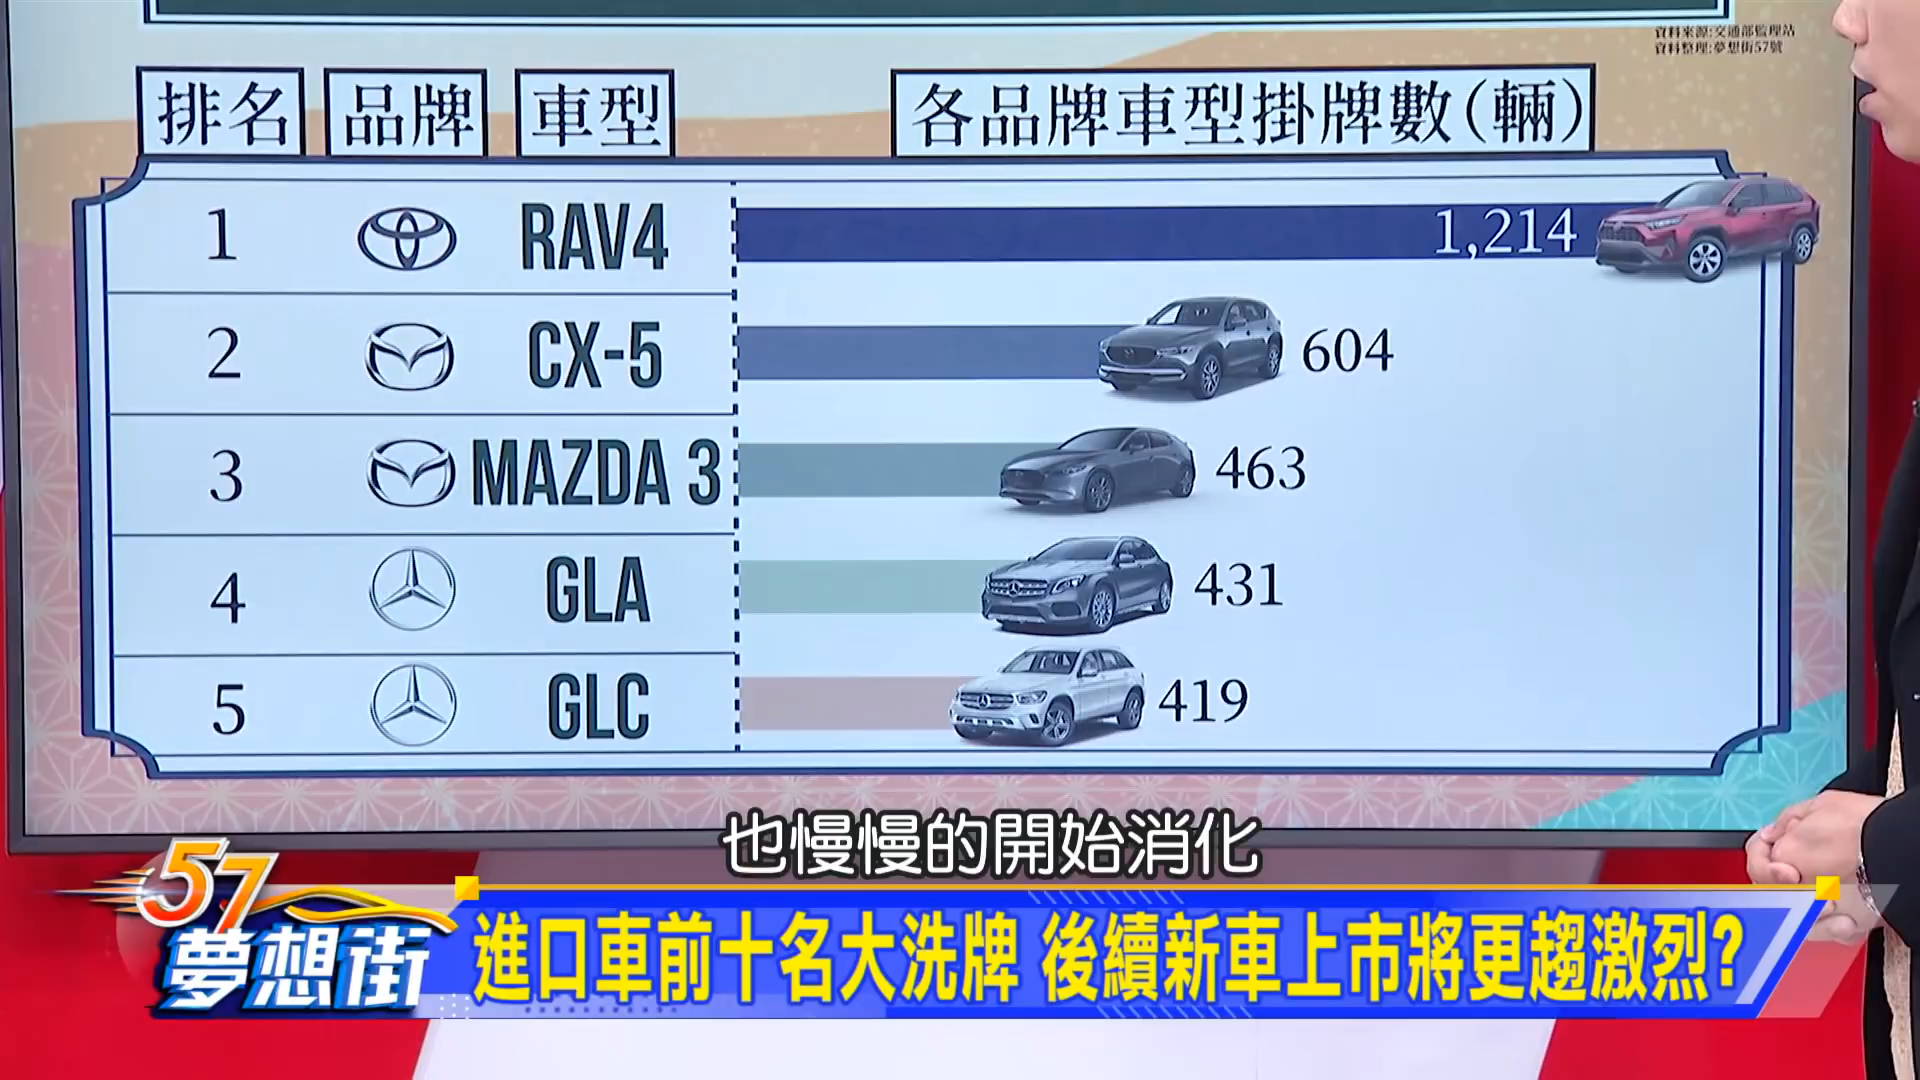 資料來源:交通部監理站
資料整理:夢想街57號
排名 品牌 車型 各品牌車型掛牌數(輛)
1 RAV4 1,214
2 CX-5 604
3 MAZDA 3 463
4 GLA 431
5 GLC 419
也慢慢的開始消化
57
夢想街
進口車前十名大洗牌 後續新車上市將更趨激烈?